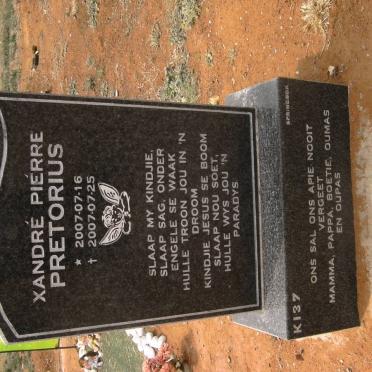 XANDRÉ PIÉRRE
PRETORIUS
* 2007-07-16
† 2007-07-25
SLAAP MY KINDJIE,
SLAAP SAG, ONDER
ENGELE SE WAAK
HULLE TROON JOU IN 'N
DROOM
KINDJIE JESUS SE BOOM
SLAAP NOU SOET,
HULLE WYS JOU 'N
PARADYS.
SPRINGBOK
K137
ONS SAL ONS APIE NOOIT
VERGEET
MAMMA, PAPPA, BOETIE, OUMAS
EN OUPAS